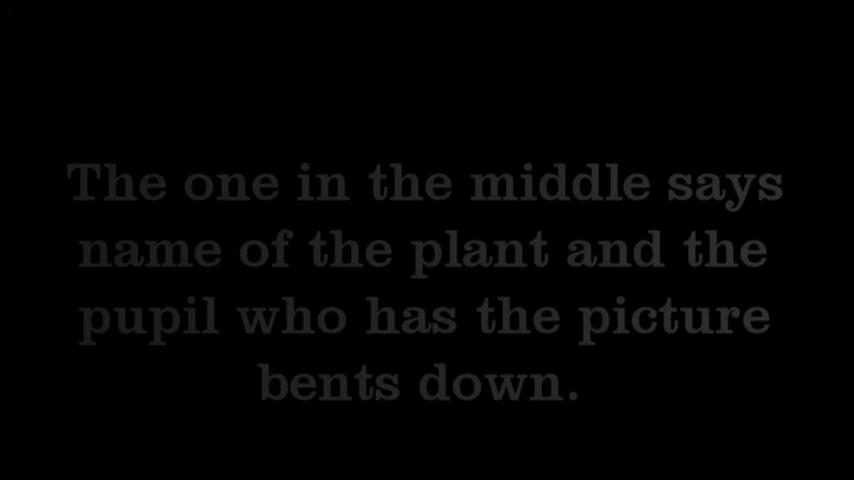 The one in the middle says
name of the plant and the
pupil who has the picture
bents down.